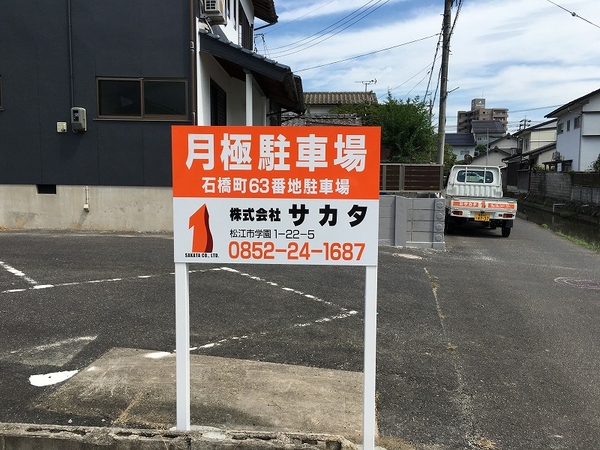 月極駐車場
石橋町63番地駐車場
株式会社 サカタ
SAKATA CO., LTD.
松江市学園1-22-5
0852-24-1687